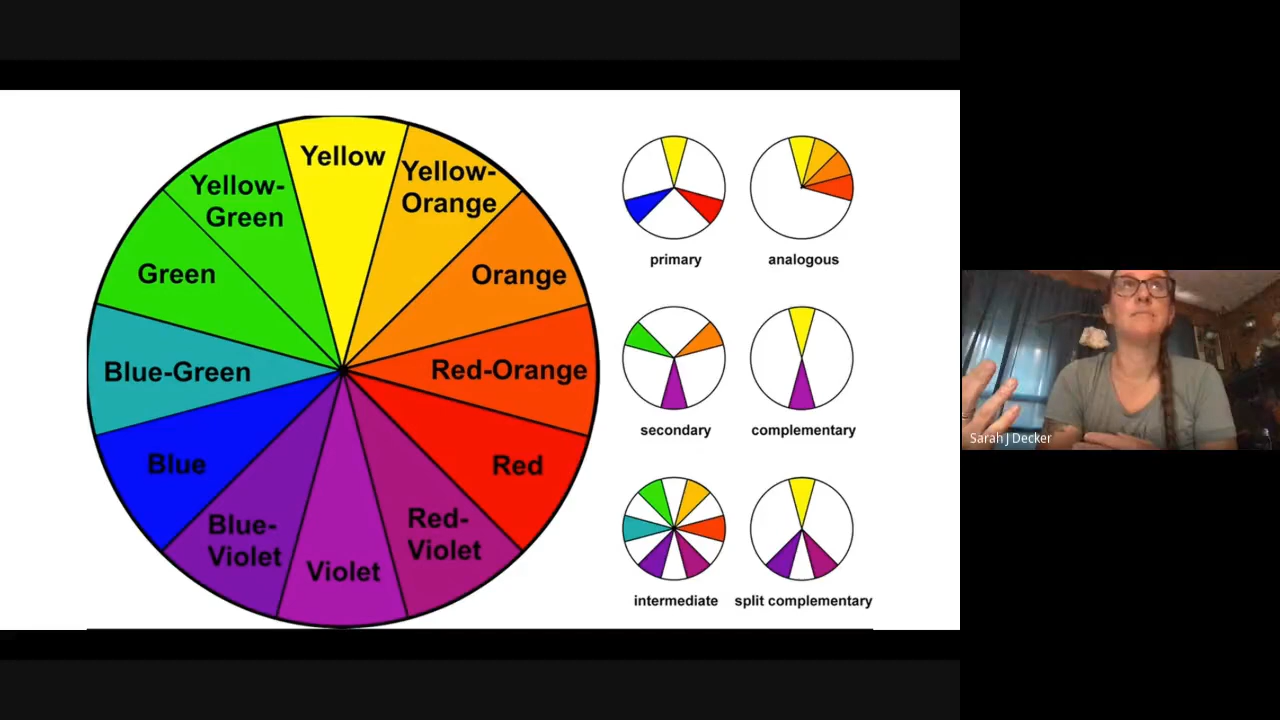 Yellow
Yellow-
Orange
Orange
Red-Orange
Red
Red-
Violet
Violet
Blue-
Violet
Blue
Blue-Green
Green
Yellow-
Green
primary
analogous
secondary
complementary
intermediate
split complementary
Sarah J Decker